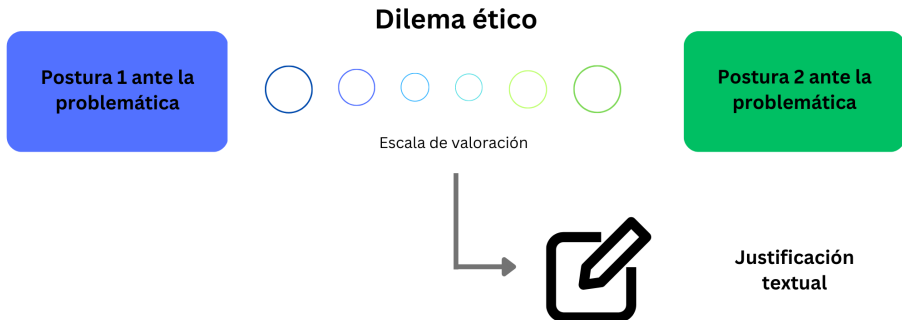 Dilema ético
Postura 1 ante la
problemática
Postura 2 ante la
problemática
Escala de valoración
Justificación
textual